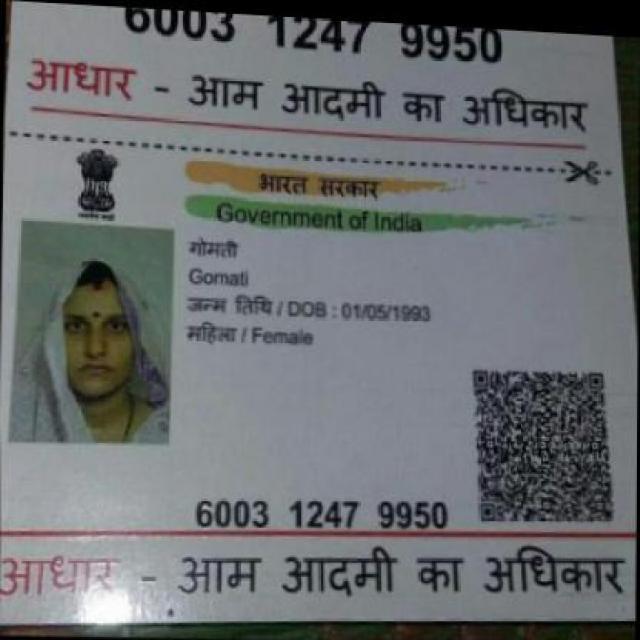 6003 1247 9950
आधार - आम आदमी का अधिकार
भारत सरकार
Government of India
गोमती
Gomati
जन्म तिथि / DOB : 01/05/1993
महिला / Female
6003 1247 9950
आधार - आम आदमी का अधिकार